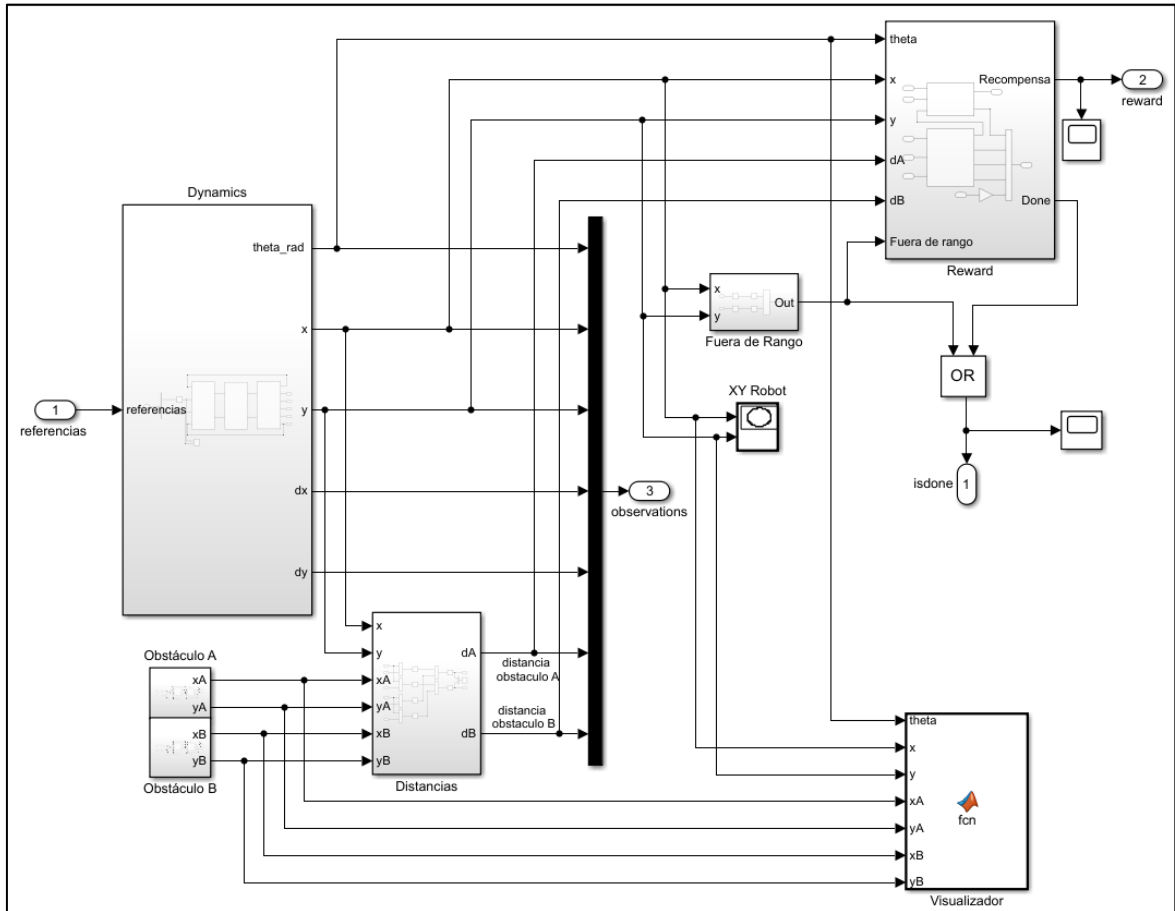 Dynamics
referencias
theta_rad
x
y
dx
dy
1
referencias
Obstáculo A
xA
yA
xB
yB
Obstáculo B
x
y
xA
yA
xB
yB
dA
dB
Distancias
distancia
obstaculo A
distancia
obstaculo B
3
observations
theta
x
y
dA
dB
Fuera de rango
Recompensa
Done
Reward
2
reward
x
y
Out
Fuera de Rango
XY Robot
OR
isdone
1
theta
x
y
xA
yA
xB
yB
fcn
Visualizador